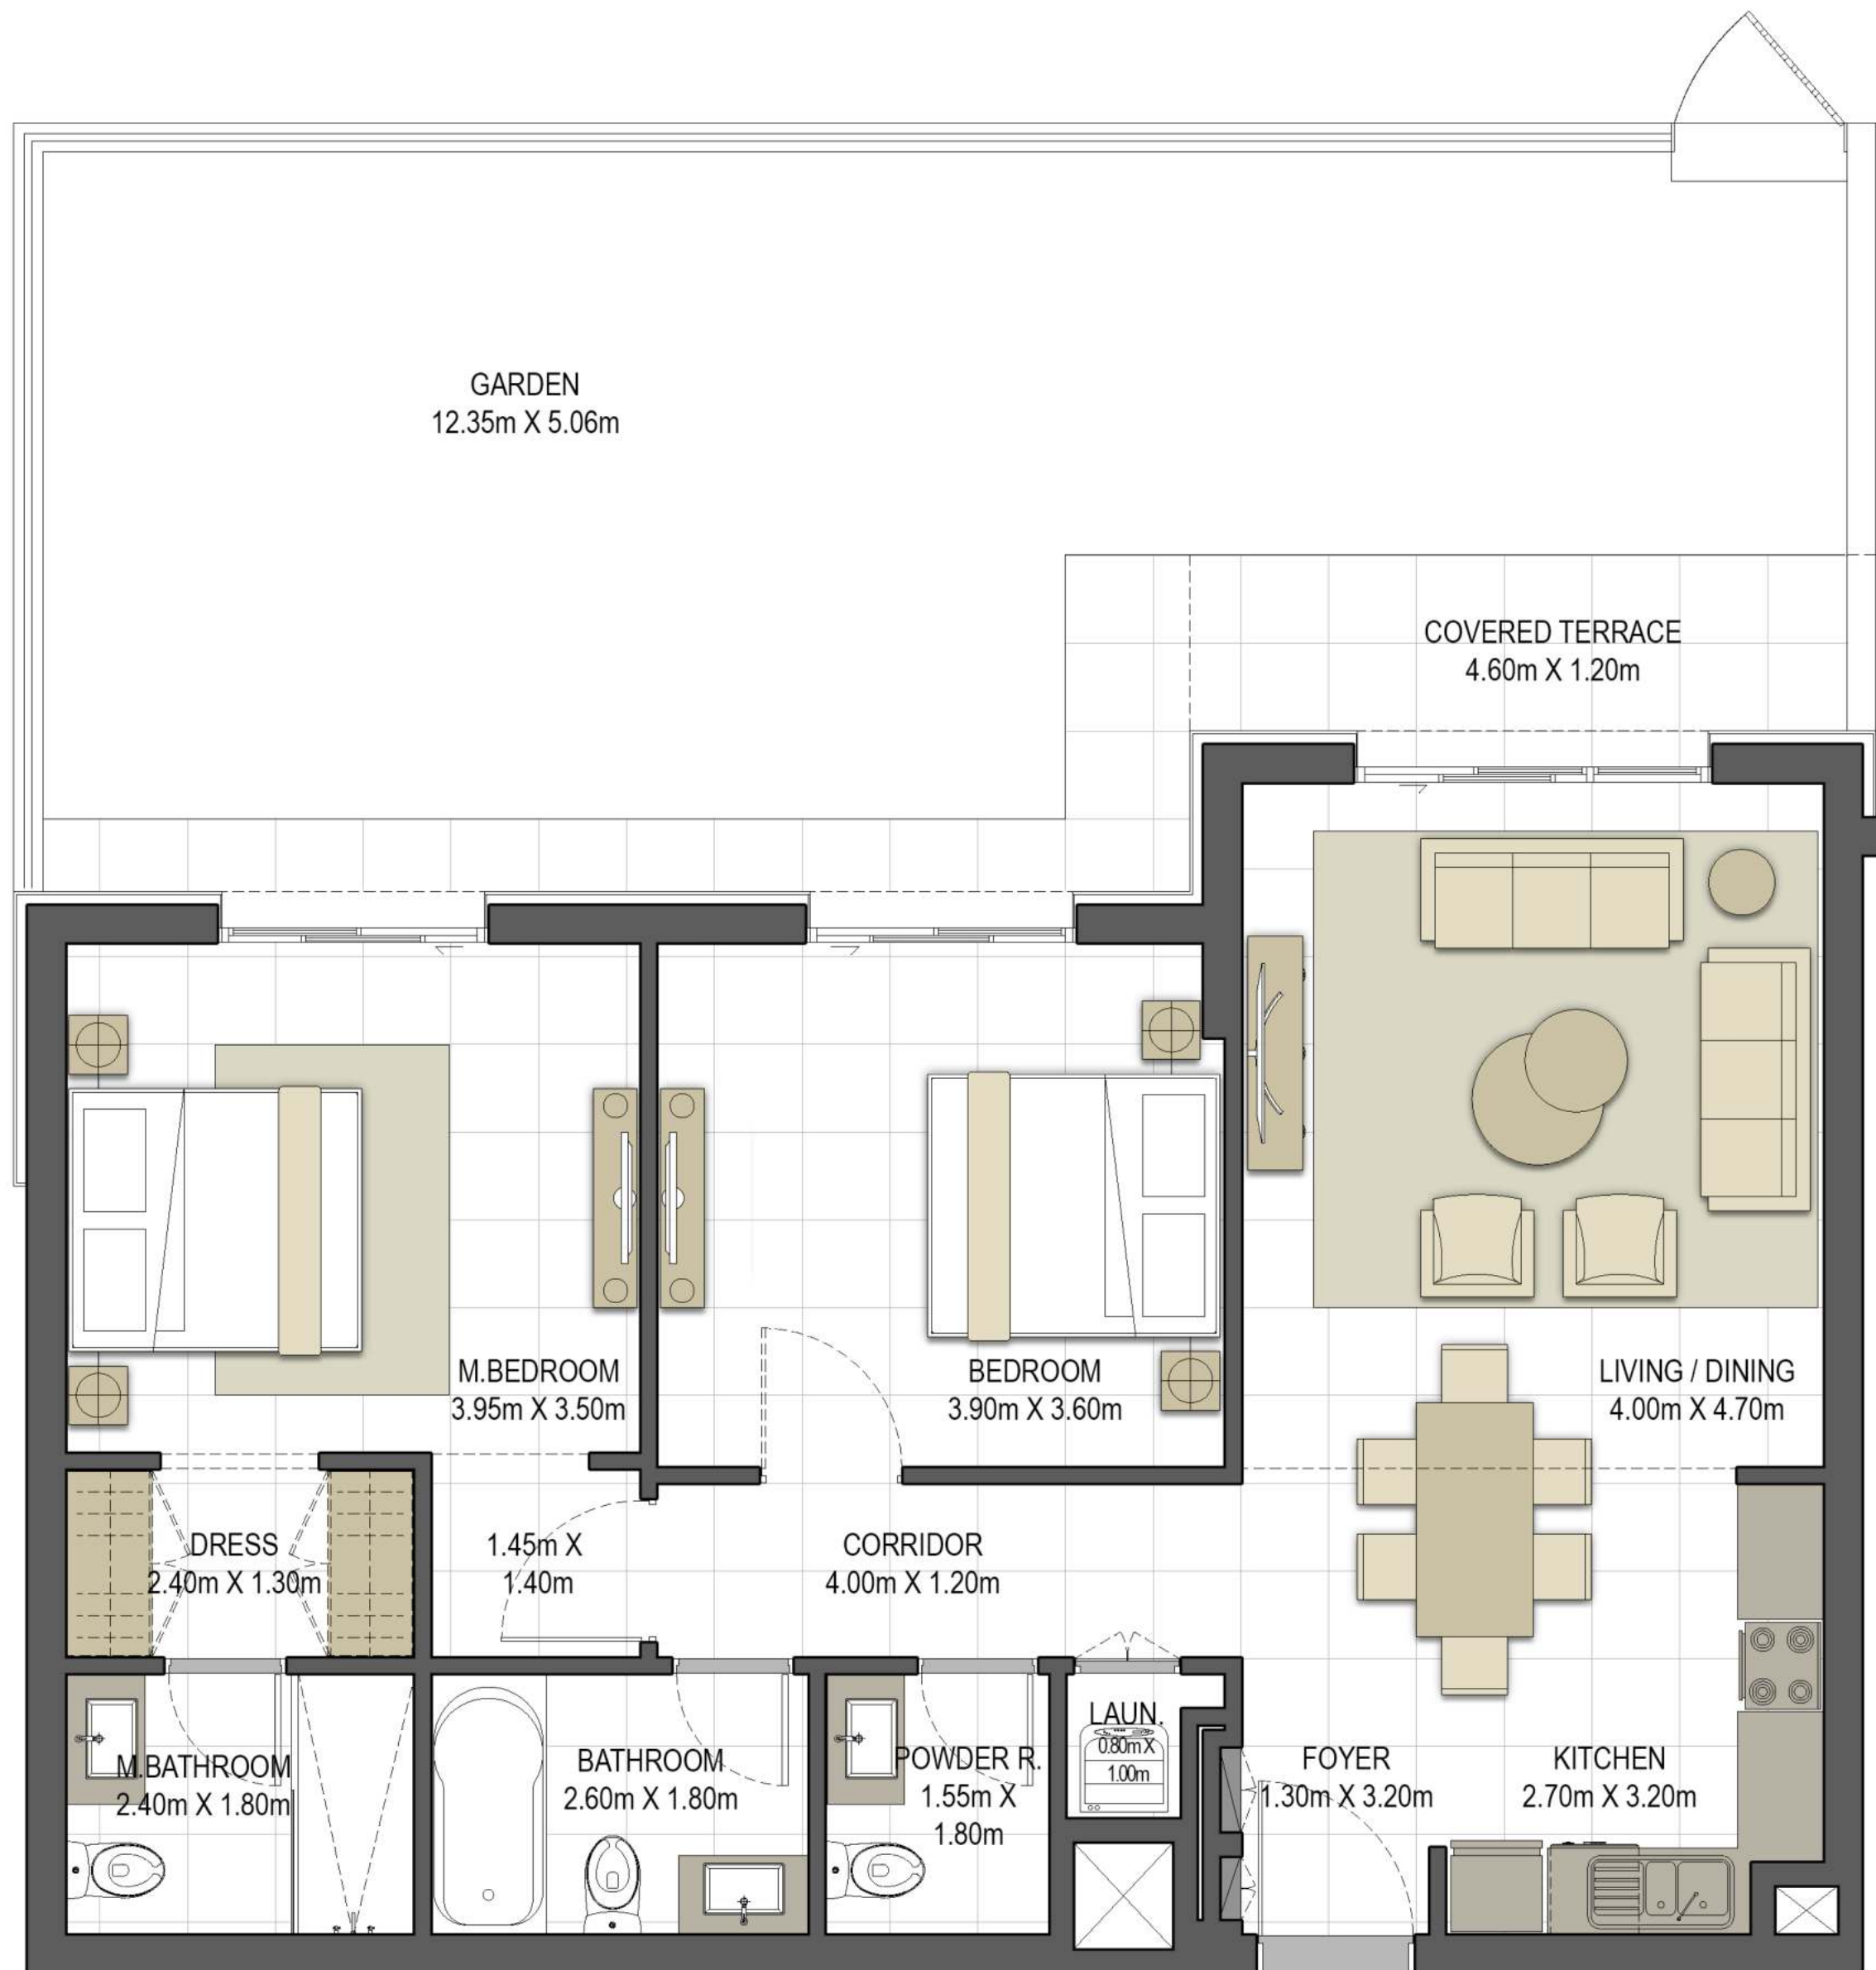 GARDEN
12.35m X 5.06m
COVERED TERRACE
4.60m X 1.20m
M.BEDROOM
3.95m X 3.50m
BEDROOM
3.90m X 3.60m
LIVING / DINING
4.00m X 4.70m
DRESS
2.40m X 1.30m
1.45m X
1.40m
CORRIDOR
4.00m X 1.20m
M.BATHROOM
2.40m X 1.80m
BATHROOM
2.60m X 1.80m
POWDER R.
1.55m X
1.80m
LAUN.
0.80m X
1.00m
FOYER
1.30m X 3.20m
KITCHEN
2.70m X 3.20m